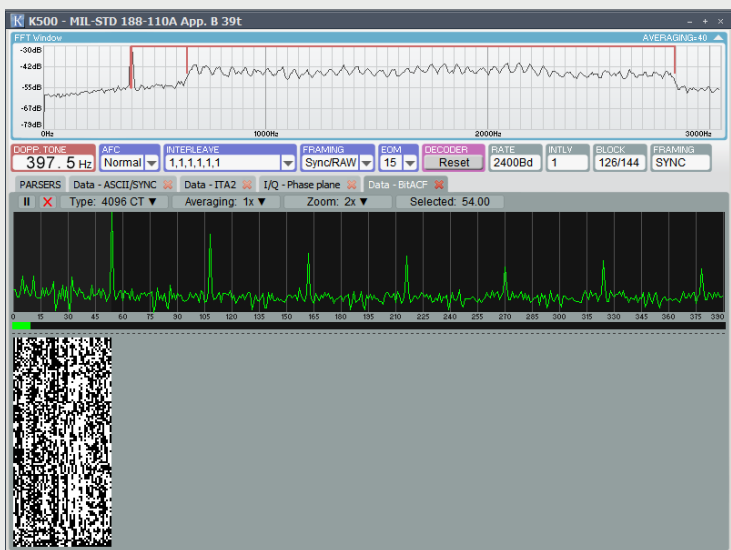 K500 - MIL-STD 188-110A App. B 39t
FFT Window AVERAGING=40
-30dB
-42dB
-55dB
-67dB
-79dB
0Hz 1000Hz 2000Hz 3000Hz
DOPP. TONE AFC INTERLEAVE FRAMING EOM DECODER RATE INTLV BLOCK FRAMING
397.5 Hz Normal 1,1,1,1,1,1 Sync/RAW 15 Reset 2400Bd 1 126/144 SYNC
PARSERS Data - ASCII/SYNC Data - ITA2 I/Q - Phase plane Data - BitACF
Type: 4096 CT ▼ Averaging: 1x ▼ Zoom: 2x ▼ Selected: 54.00
0 15 30 45 60 75 90 105 120 135 150 165 180 195 210 225 240 255 270 285 300 315 330 345 360 375 390